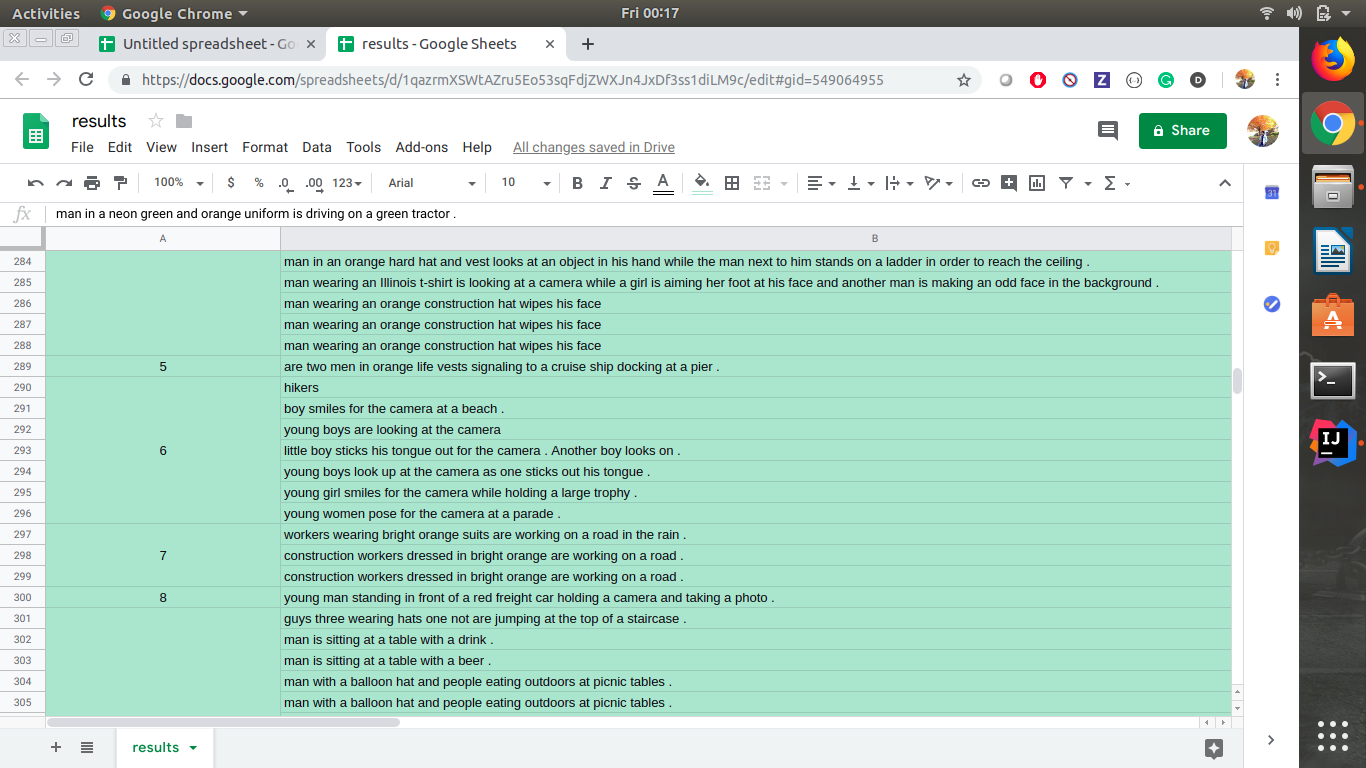 Activities Google Chrome Fri 00:17
Untitled spreadsheet - Go results - Google Sheets
https://docs.google.com/spreadsheets/d/1qazrmXSWtAZru5Eo53sqFdjZWXJn4JxDf3ss1diLM9c/edit#gid=549064955
results
Share
File Edit View Insert Format Data Tools Add-ons Help All changes saved in Drive
100% $ % .0 .00 123 Arial 10 B I S A Σ
fx man in a neon green and orange uniform is driving on a green tractor .
A B
284 man in an orange hard hat and vest looks at an object in his hand while the man next to him stands on a ladder in order to reach the ceiling .
285 man wearing an Illinois t-shirt is looking at a camera while a girl is aiming her foot at his face and another man is making an odd face in the background .
286 man wearing an orange construction hat wipes his face
287 man wearing an orange construction hat wipes his face
288 man wearing an orange construction hat wipes his face
289 5 are two men in orange life vests signaling to a cruise ship docking at a pier .
290 hikers
291 boy smiles for the camera at a beach .
292 young boys are looking at the camera
293 6 little boy sticks his tongue out for the camera . Another boy looks on .
294 young boys look up at the camera as one sticks out his tongue .
295 young girl smiles for the camera while holding a large trophy .
296 young women pose for the camera at a parade .
297 workers wearing bright orange suits are working on a road in the rain .
298 7 construction workers dressed in bright orange are working on a road .
299 construction workers dressed in bright orange are working on a road .
300 8 young man standing in front of a red freight car holding a camera and taking a photo .
301 guys three wearing hats one not are jumping at the top of a staircase .
302 man is sitting at a table with a drink .
303 man is sitting at a table with a beer .
304 man with a balloon hat and people eating outdoors at picnic tables .
305 man with a balloon hat and people eating outdoors at picnic tables .
results